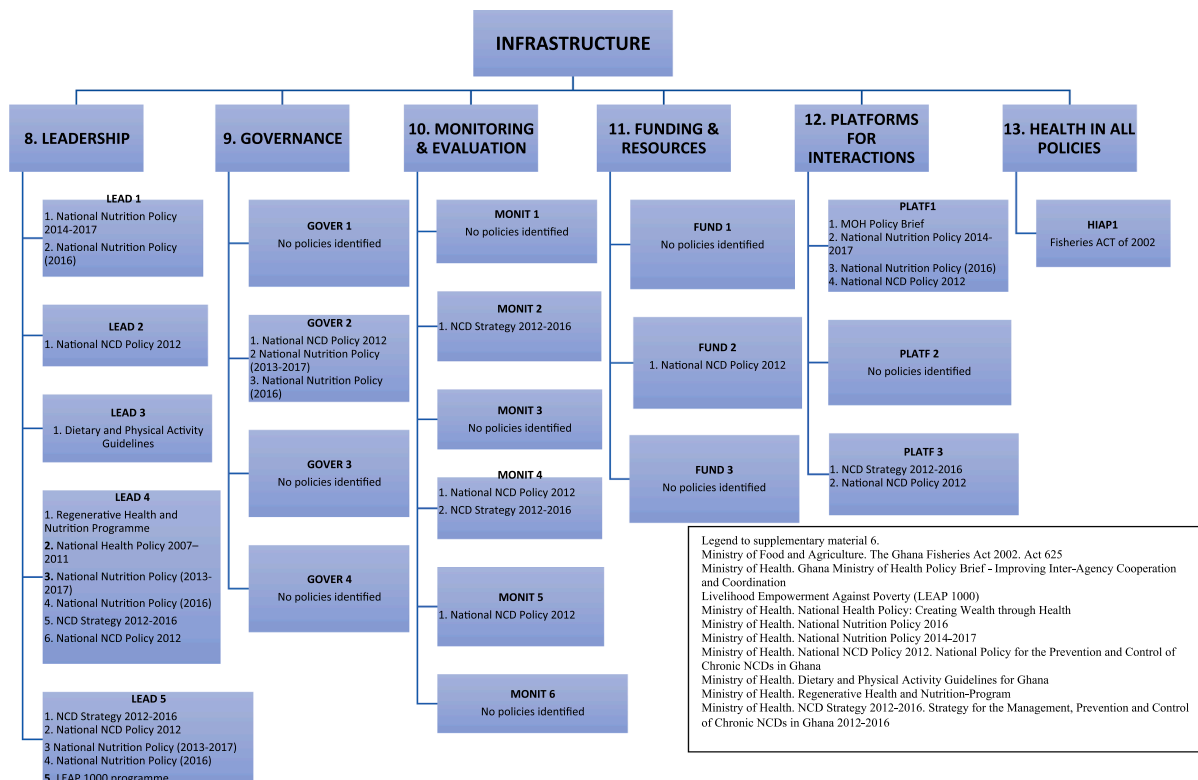 INFRASTRUCTURE
8. LEADERSHIP
LEAD 1
1. National Nutrition Policy
2014-2017
2. National Nutrition Policy
(2016)
LEAD 2
1. National NCD Policy 2012
LEAD 3
1. Dietary and Physical Activity
Guidelines
LEAD 4
1. Regenerative Health and
Nutrition Programme
2. National Health Policy 2007–
2011
3. National Nutrition Policy (2013-
2017)
4. National Nutrition Policy (2016)
5. NCD Strategy 2012-2016
6. National NCD Policy 2012
LEAD 5
1. NCD Strategy 2012-2016
2. National NCD Policy 2012
3 National Nutrition Policy (2013-2017)
4. National Nutrition Policy (2016)
5. LEAP 1000 programme
9. GOVERNANCE
GOVER 1
No policies identified
GOVER 2
1. National NCD Policy 2012
2 National Nutrition Policy
(2013-2017)
3. National Nutrition Policy
(2016)
GOVER 3
No policies identified
GOVER 4
No policies identified
10. MONITORING
& EVALUATION
MONIT 1
No policies identified
MONIT 2
1. NCD Strategy 2012-2016
MONIT 3
No policies identified
MONIT 4
1. National NCD Policy 2012
2. NCD Strategy 2012-2016
MONIT 5
1. National NCD Policy 2012
MONIT 6
No policies identified
11. FUNDING &
RESOURCES
FUND 1
No policies identified
FUND 2
1. National NCD Policy 2012
FUND 3
No policies identified
12. PLATFORMS
FOR
INTERACTIONS
PLATF1
1. MOH Policy Brief
2. National Nutrition Policy 2014-
2017
3. National Nutrition Policy (2016)
4. National NCD Policy 2012
PLATF 2
No policies identified
PLATF 3
1. NCD Strategy 2012-2016
2. National NCD Policy 2012
13. HEALTH IN ALL
POLICIES
HIAP1
Fisheries ACT of 2002
Legend to supplementary material 6.
Ministry of Food and Agriculture. The Ghana Fisheries Act 2002. Act 625
Ministry of Health. Ghana Ministry of Health Policy Brief - Improving Inter-Agency Cooperation
and Coordination
Livelihood Empowerment Against Poverty (LEAP 1000)
Ministry of Health. National Health Policy: Creating Wealth through Health
Ministry of Health. National Nutrition Policy 2016
Ministry of Health. National Nutrition Policy 2014-2017
Ministry of Health. National NCD Policy 2012. National Policy for the Prevention and Control of
Chronic NCDs in Ghana
Ministry of Health. Dietary and Physical Activity Guidelines for Ghana
Ministry of Health. Regenerative Health and Nutrition-Program
Ministry of Health. NCD Strategy 2012-2016. Strategy for the Management, Prevention and Control
of Chronic NCDs in Ghana 2012-2016